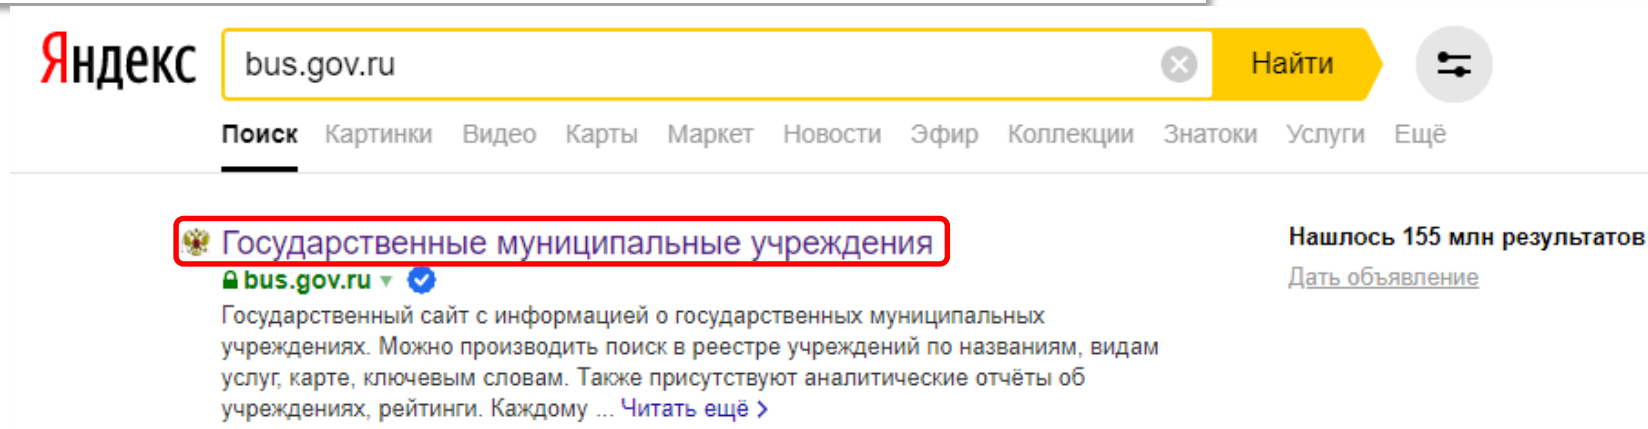 Яндекс bus.gov.ru Найти
Поиск Картинки Видео Карты Маркет Новости Эфир Коллекции Знатоки Услуги Ещё
Государственные муниципальные учреждения
bus.gov.ru
Государственный сайт с информацией о государственных муниципальных
учреждениях. Можно производить поиск в реестре учреждений по названиям, видам
услуг, карте, ключевым словам. Также присутствуют аналитические отчёты об
учреждениях, рейтинги. Каждому ... Читать ещё >
Нашлось 155 млн результатов
Дать объявление